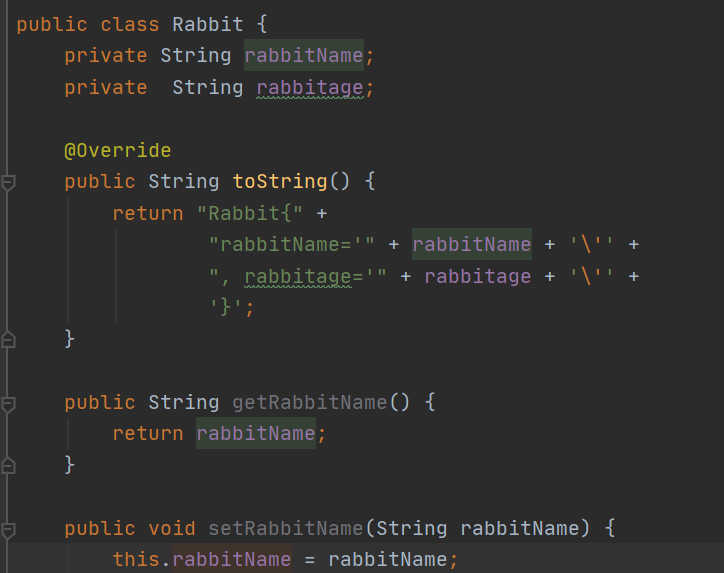 public class Rabbit {
    private String rabbitName;
    private  String rabbitage;
    @Override
    public String toString() {
        return "Rabbit{" +
                "rabbitName='" + rabbitName + '\'' +
                ", rabbitage='" + rabbitage + '\'' +
                '}';
    }
    public String getRabbitName() {
        return rabbitName;
    }
    public void setRabbitName(String rabbitName) {
        this.rabbitName = rabbitName;